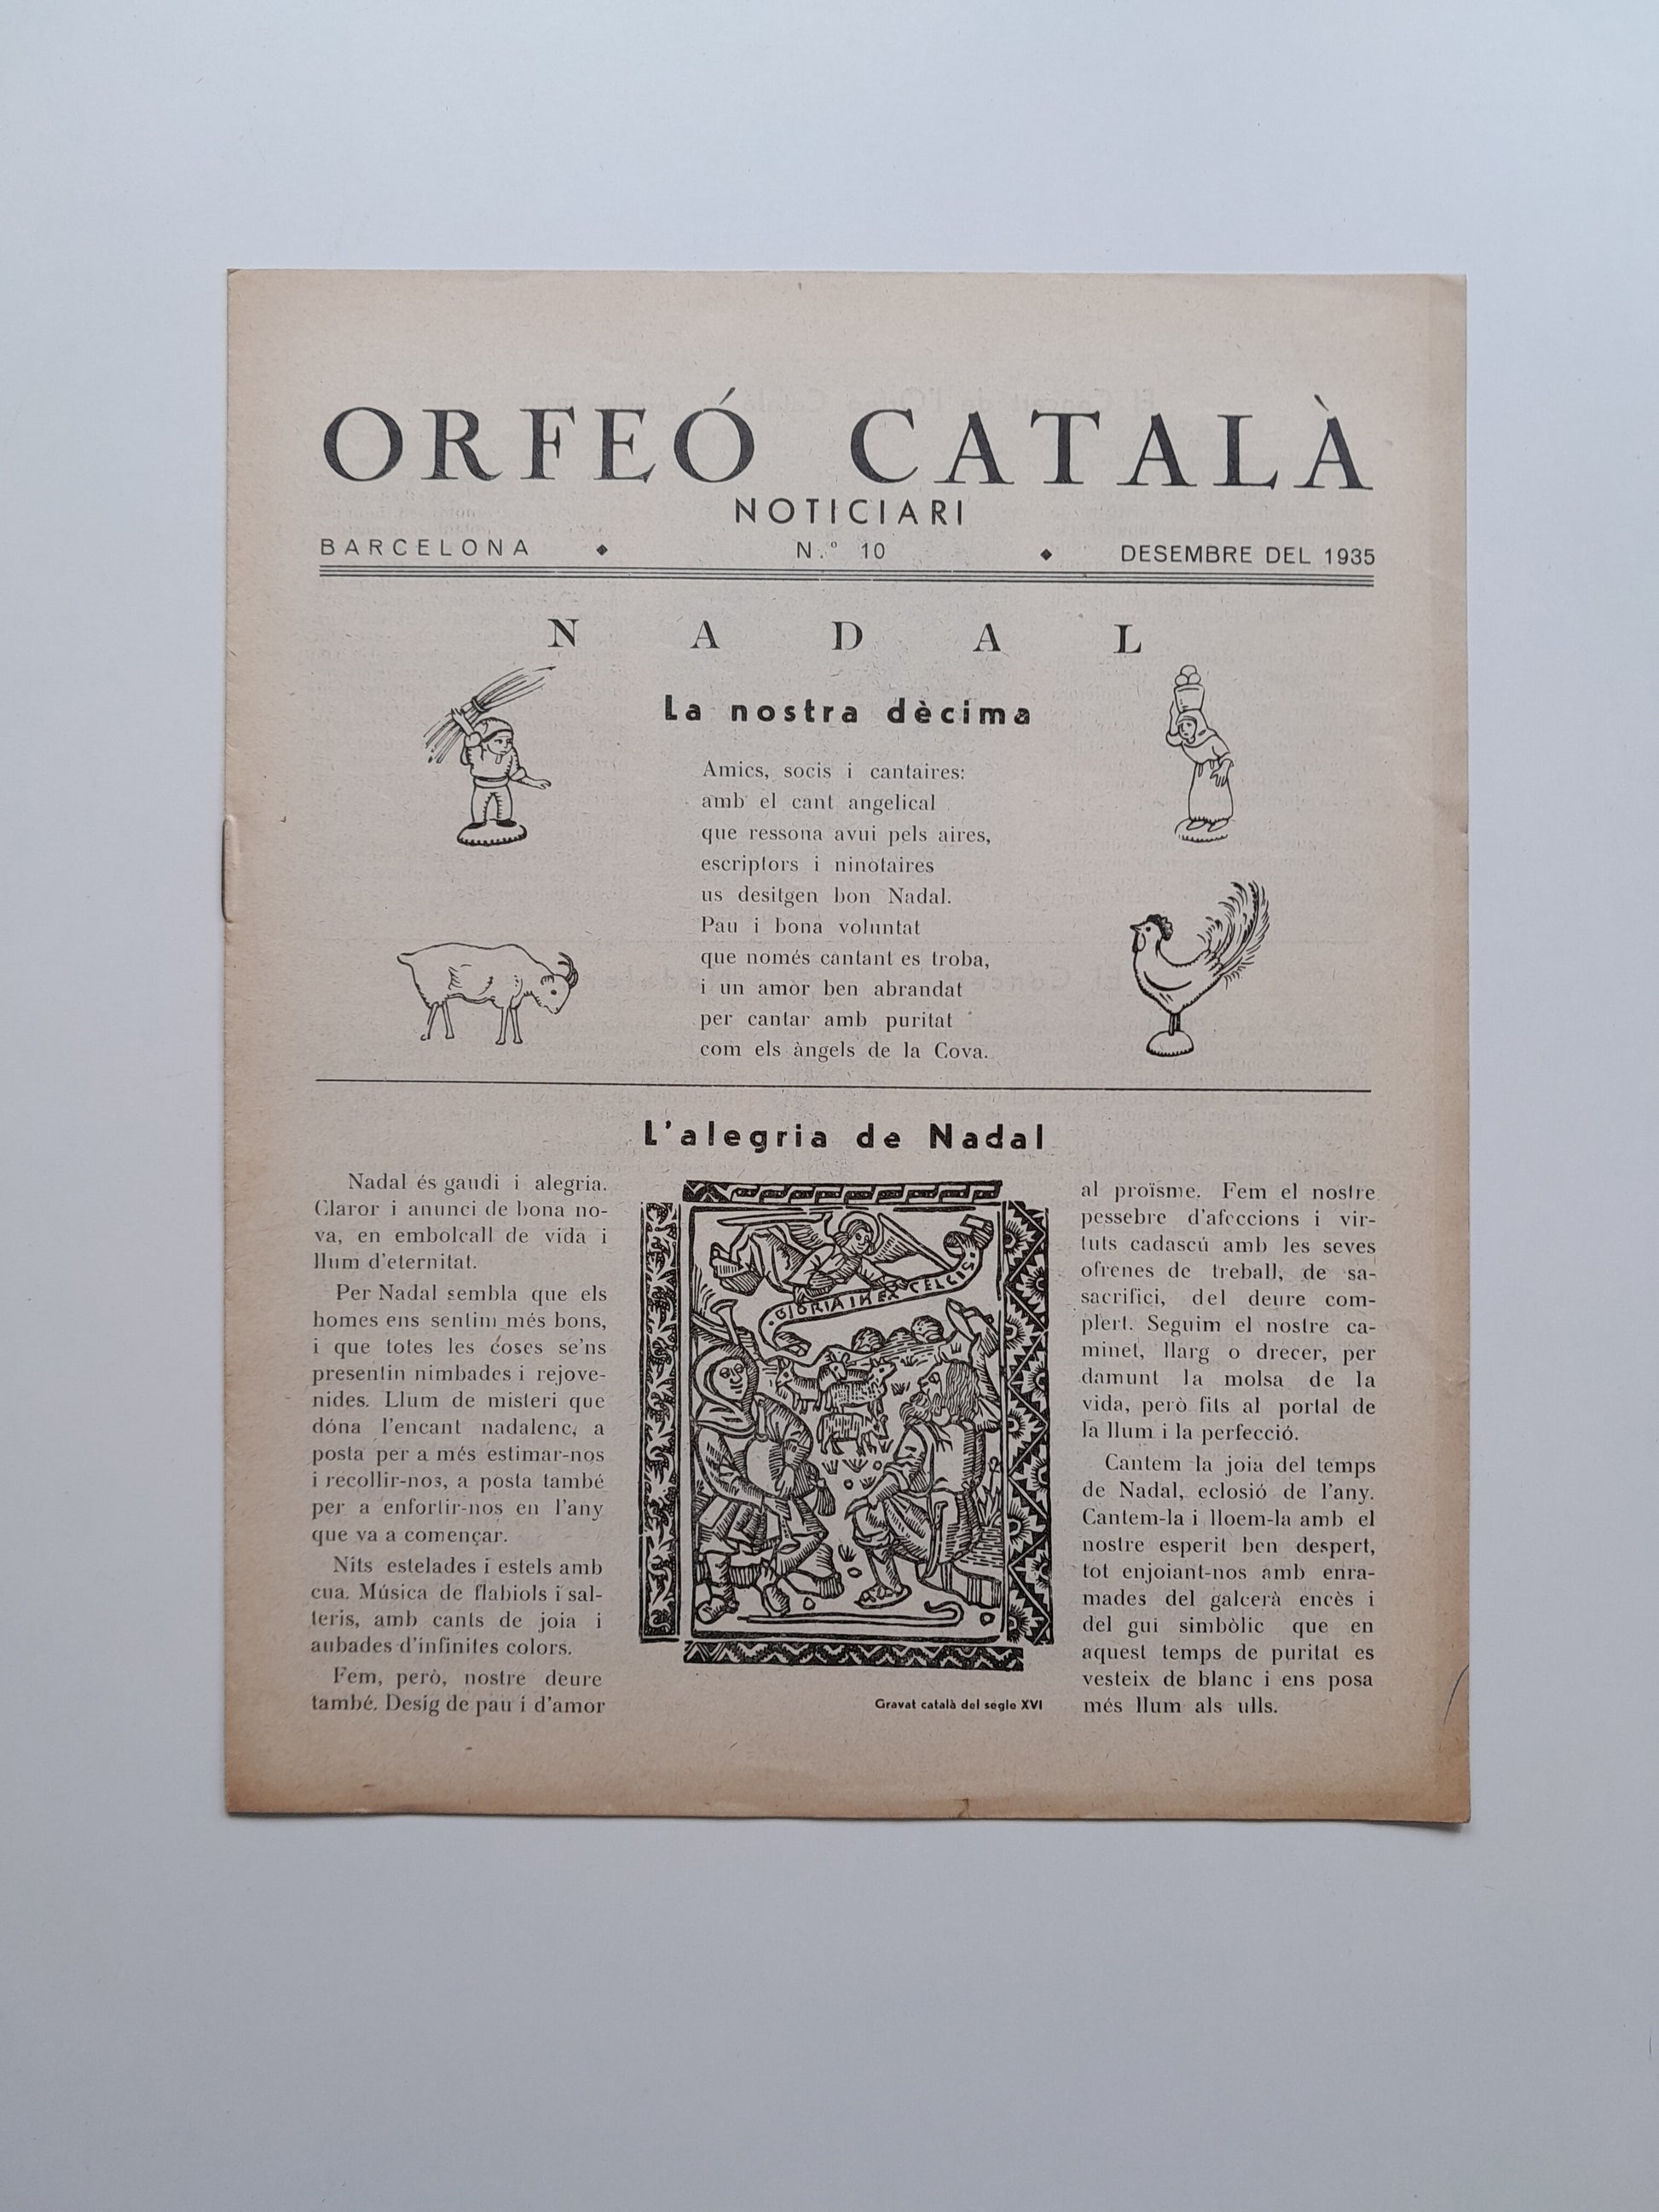 ORFEÓ CATALÀ
NOTICIARI
BARCELONA ◆ N.º 10 ◆ DESEMBRE DEL 1935
NADAL
La nostra dècima
Amics, socis i cantaires:
amb el cant angelical
que ressona avui pels aires,
escriptors i ninotaires
us desitgen bon Nadal.
Pau i bona voluntat
que només cantant es troba,
i un amor ben abrandat
per cantar amb puritat
com els àngels de la Cova.
L'alegria de Nadal
Nadal és gaudi i alegria.
Claror i anunci de bona no-
va, en embolcall de vida i
llum d'eternitat.
Per Nadal sembla que els
homes ens sentim més bons,
i que totes les coses se'ns
presentin nimbades i rejove-
nides. Llum de misteri que
dóna l'encant nadalenc, a
posta per a més estimar-nos
i recollir-nos, a posta també
per a enfortir-nos en l'any
que va a començar.
Nits estelades i estels amb
cua. Música de flabiols i sal-
teris, amb cants de joia i
aubades d'infinites colors.
Fem, però, nostre deure
també. Desig de pau i d'amor
GLORIA IN EXCELCIS
Gravat català del segle XVI
al proïsme. Fem el nostre
pessebre d'afeccions i vir-
tuts cadascú amb les seves
ofrenes de treball, de sa-
sacrifici, del deure com-
plert. Seguim el nostre ca-
minet, llarg o drecer, per
damunt la molsa de la
vida, però fits al portal de
la llum i la perfecció.
Cantem la joia del temps
de Nadal, eclosió de l'any.
Cantem-la i lloem-la amb el
nostre esperit ben despert,
tot enjoiant-nos amb enra-
mades del galcerà encès i
del gui simbòlic que en
aquest temps de puritat es
vesteix de blanc i ens posa
més llum als ulls.